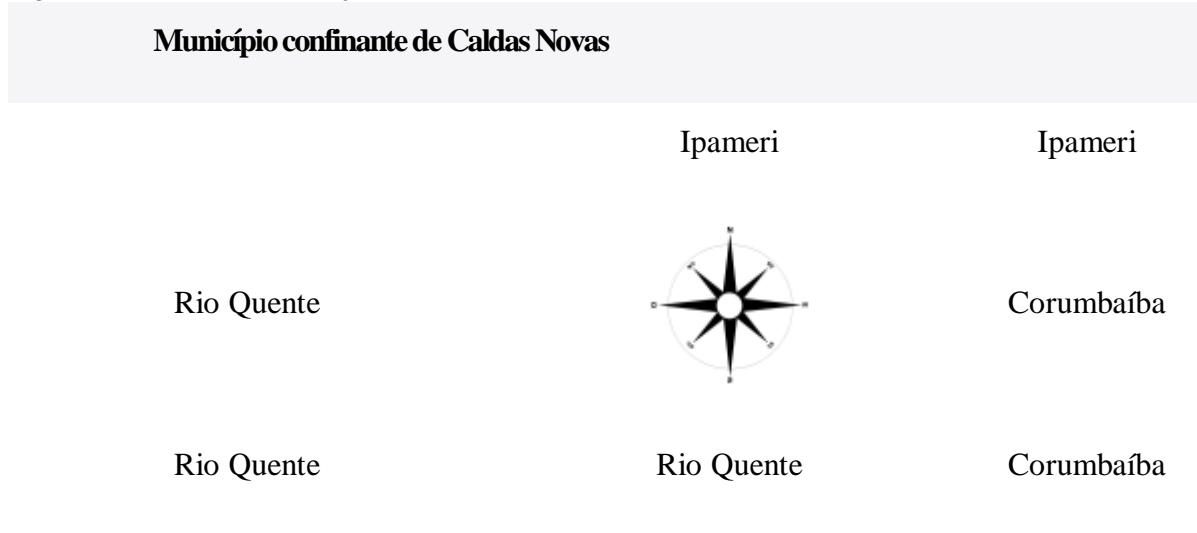 Município confinante de Caldas Novas
Ipameri Ipameri
N
Rio Quente Corumbaíba
Rio Quente Rio Quente Corumbaíba